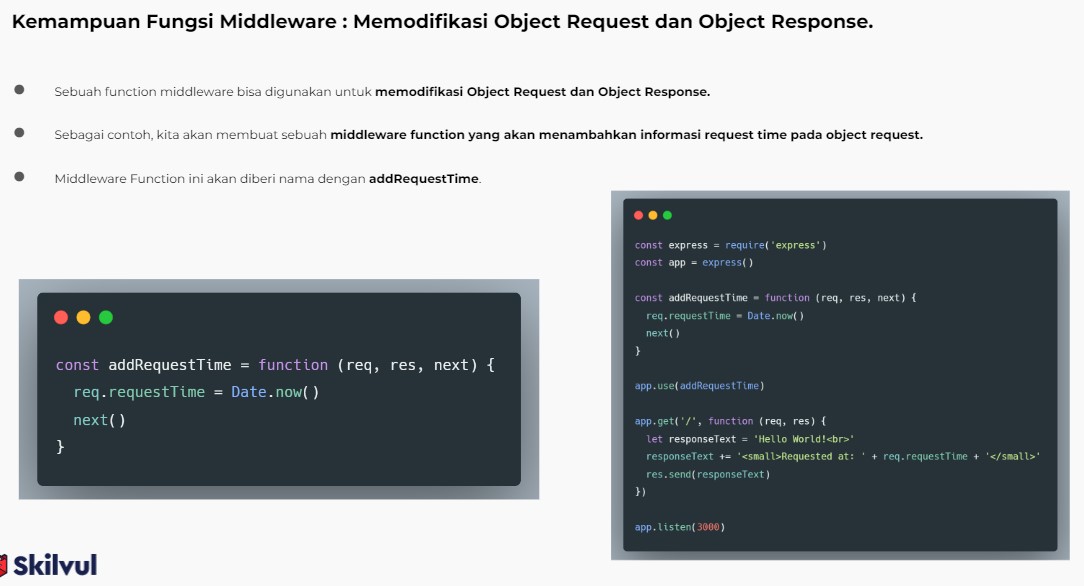 Kemampuan Fungsi Middleware : Memodifikasi Object Request dan Object Response.
Sebuah function middleware bisa digunakan untuk memodifikasi Object Request dan Object Response.
Sebagai contoh, kita akan membuat sebuah middleware function yang akan menambahkan informasi request time pada object request.
Middleware Function ini akan diberi nama dengan addRequestTime.
const addRequestTime = function (req, res, next) {
  req.requestTime = Date.now()
  next()
}
const express = require('express')
const app = express()
const addRequestTime = function (req, res, next) {
  req.requestTime = Date.now()
  next()
}
app.use(addRequestTime)
app.get('/', function (req, res) {
  let responseText = 'Hello World!<br>'
  responseText += '<small>Requested at: ' + req.requestTime + '</small>'
  res.send(responseText)
})
app.listen(3000)
Skilvul